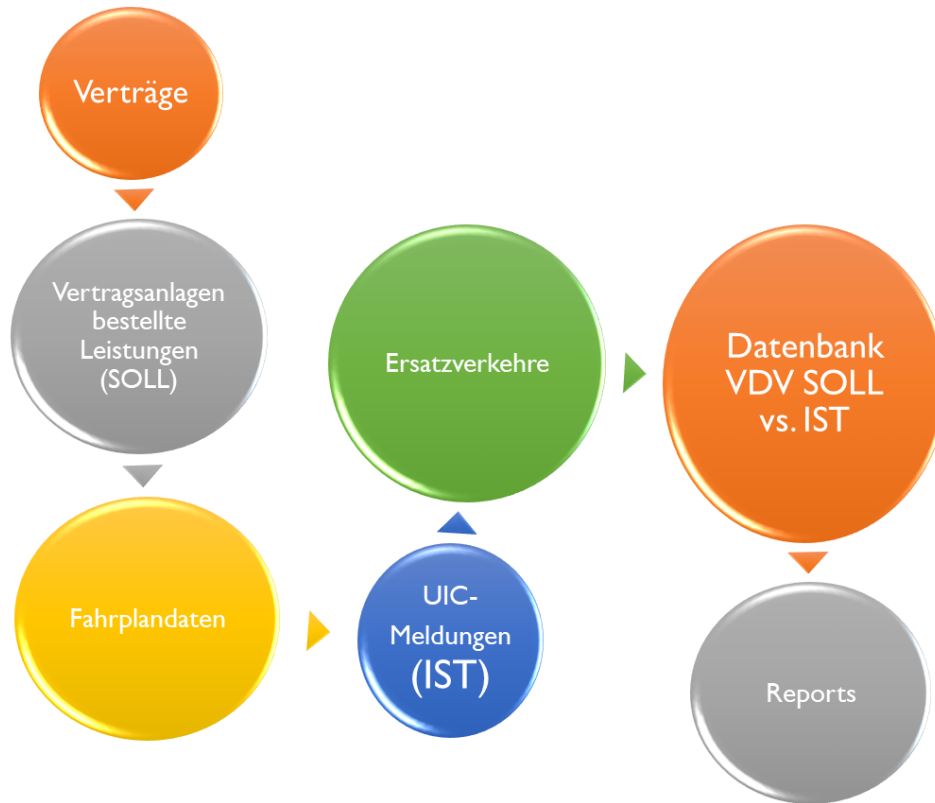 Verträge
Vertragsanlagen
bestellte
Leistungen
(SOLL)
Fahrplandaten
UIC-
Meldungen
(IST)
Ersatzverkehre
Datenbank
VDV SOLL
vs. IST
Reports